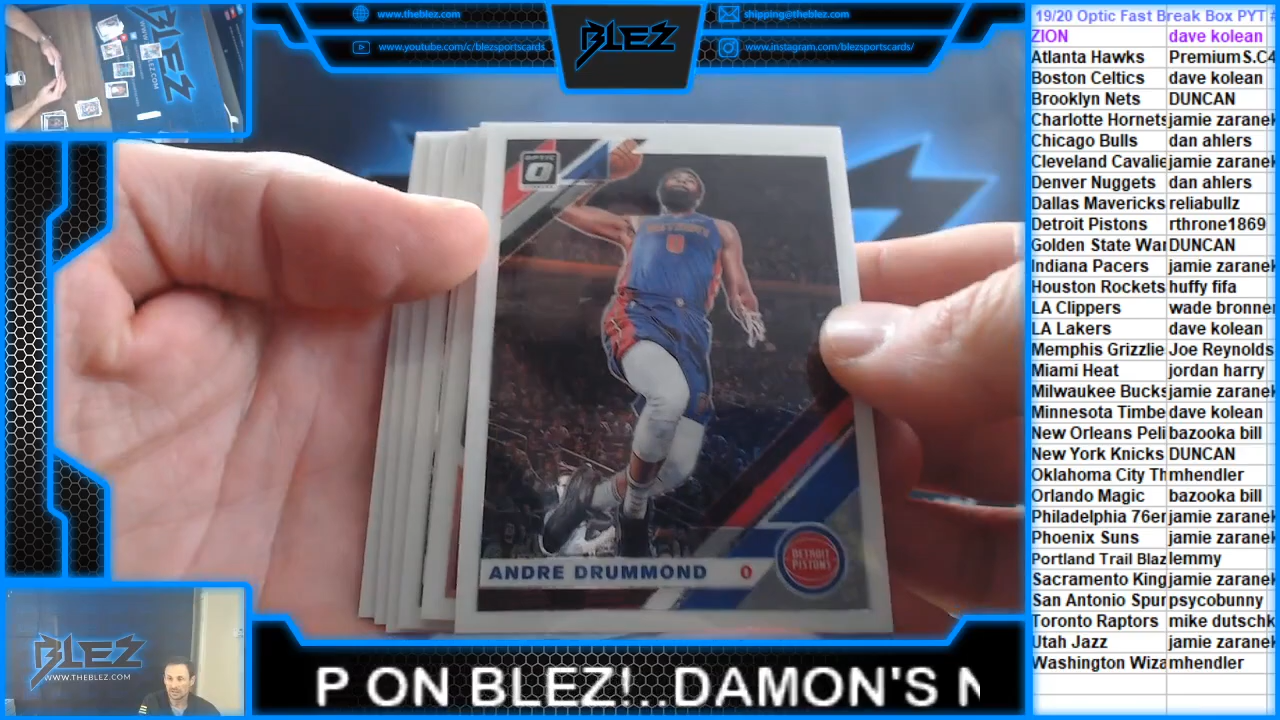 BLEZ
www.theblez.com
www.youtube.com/c/blezsportscards
shipping@theblez.com
www.instagram.com/blezsportscards/
BLEZ
.COM
OPTIC
ANDRE DRUMMOND 0
DETROIT
PISTONS
BLEZ
WWW.THEBLEZ.COM
P ON BLEZ!..DAMON'S N
19/20 Optic Fast Break Box PYT #
ZION dave kolean
Atlanta Hawks PremiumS.C4
Boston Celtics dave kolean
Brooklyn Nets DUNCAN
Charlotte Hornets jamie zaranek
Chicago Bulls dan ahlers
Cleveland Cavalie jamie zaranek
Denver Nuggets dan ahlers
Dallas Mavericks reliabullz
Detroit Pistons rthrone1869
Golden State War DUNCAN
Indiana Pacers jamie zaranek
Houston Rockets huffy fifa
LA Clippers wade bronner
LA Lakers dave kolean
Memphis Grizzlie Joe Reynolds
Miami Heat jordan harry
Milwaukee Bucks jamie zaranek
Minnesota Timbe dave kolean
New Orleans Peli bazooka bill
New York Knicks DUNCAN
Oklahoma City Th mhendler
Orlando Magic bazooka bill
Philadelphia 76er jamie zaranek
Phoenix Suns jamie zaranek
Portland Trail Blaz lemmy
Sacramento King jamie zaranek
San Antonio Spur psycobunny
Toronto Raptors mike dutschk
Utah Jazz jamie zaranek
Washington Wiza mhendler